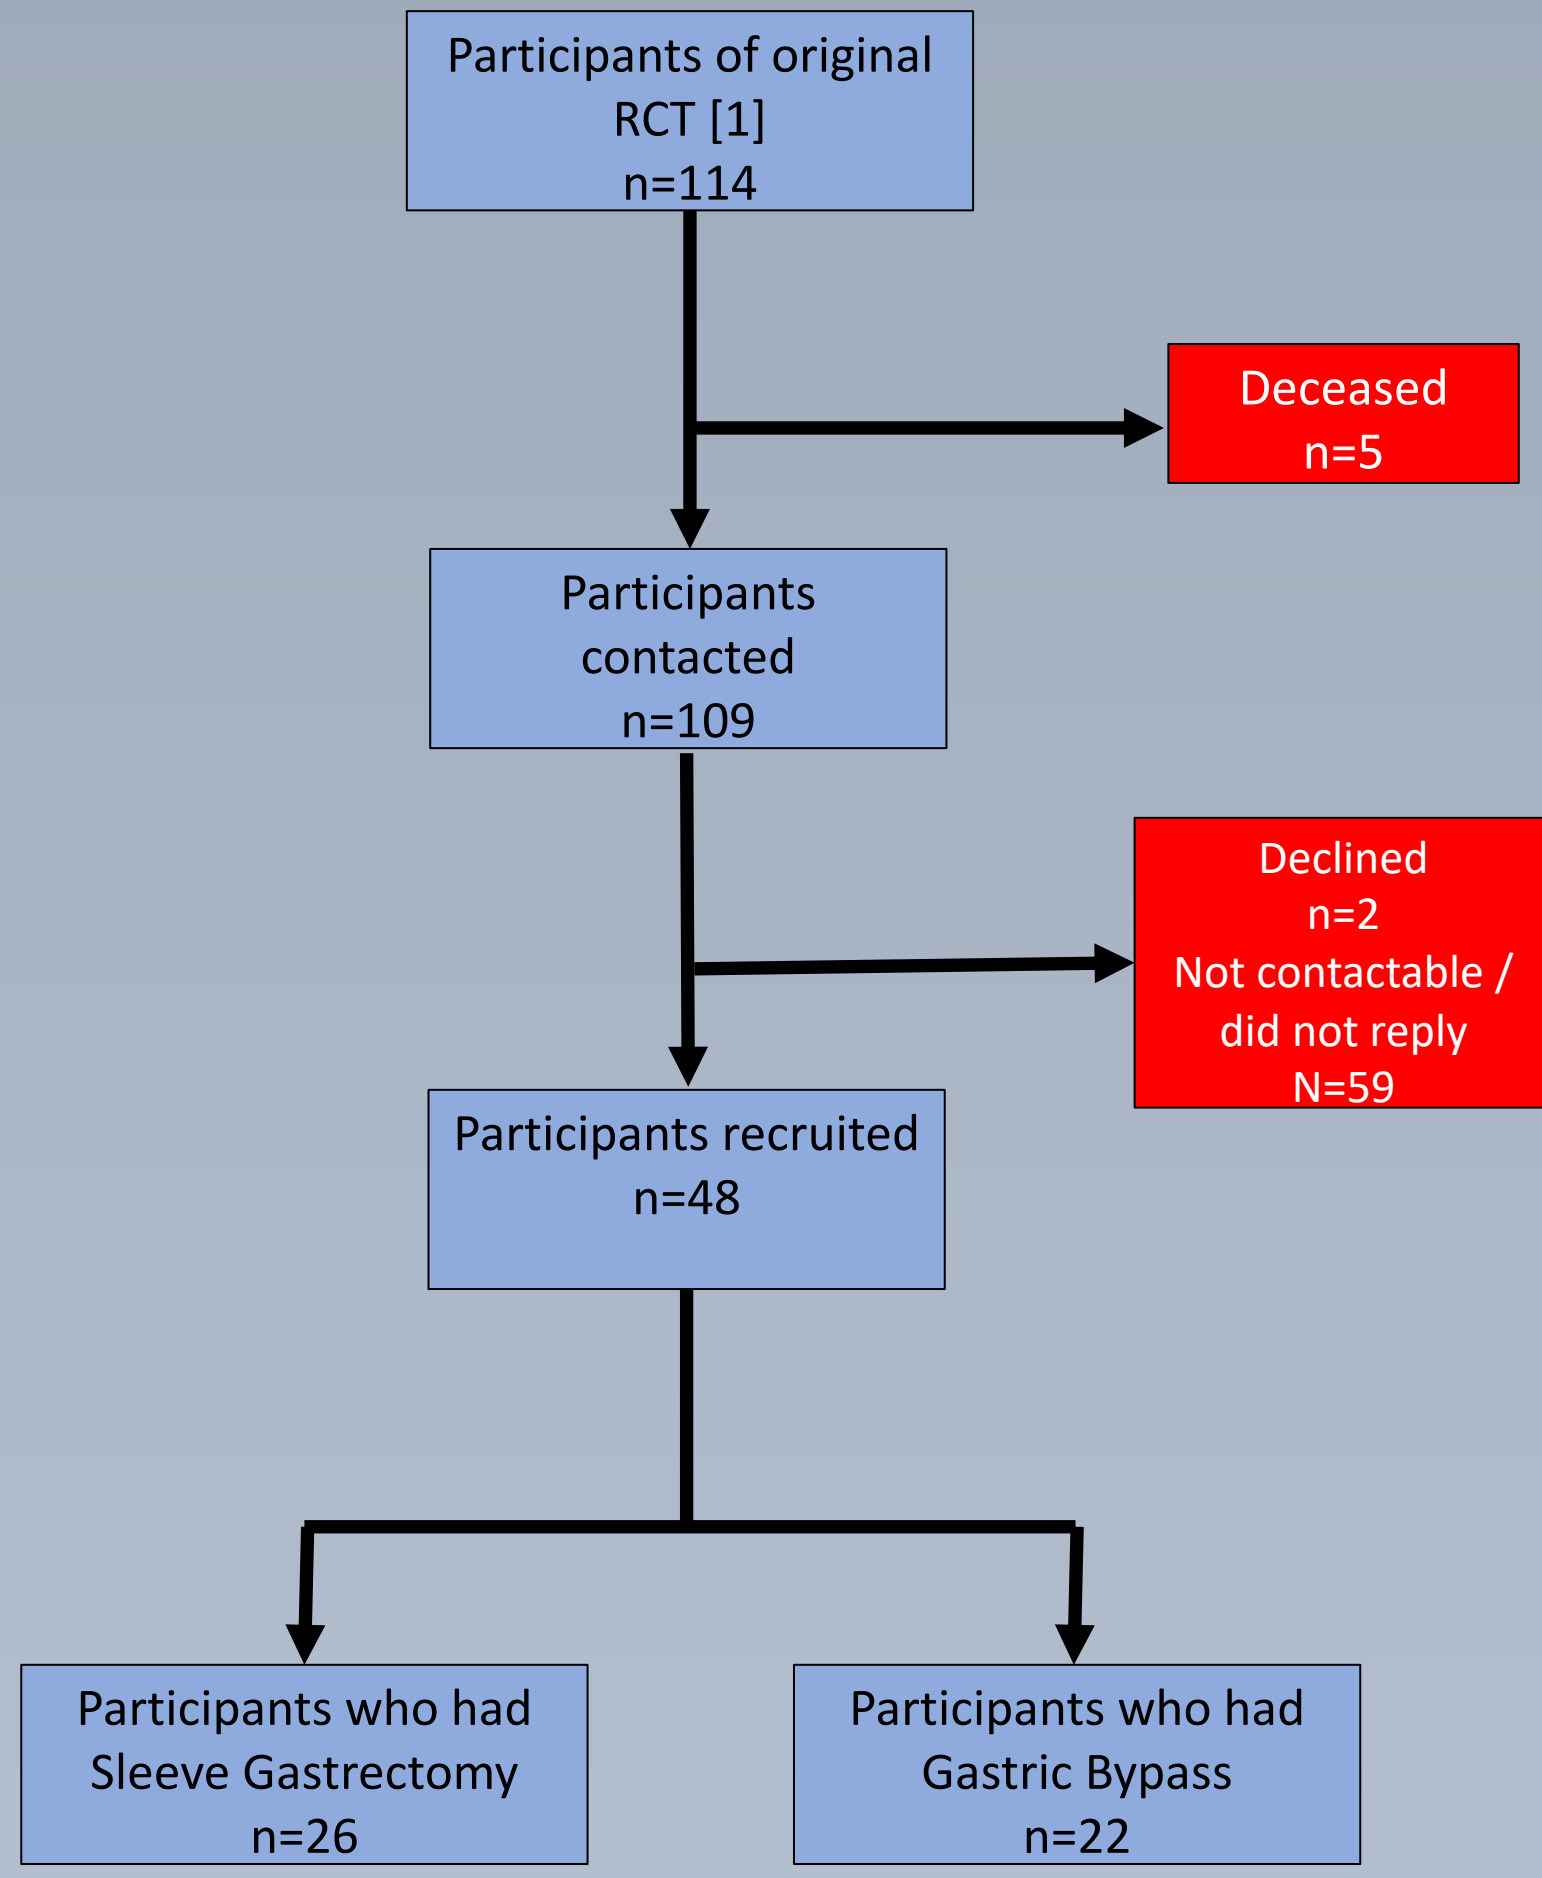 Participants of original
RCT [1]
n=114
Deceased
n=5
Participants
contacted
n=109
Declined
n=2
Not contactable /
did not reply
N=59
Participants recruited
n=48
Participants who had
Sleeve Gastrectomy
n=26
Participants who had
Gastric Bypass
n=22